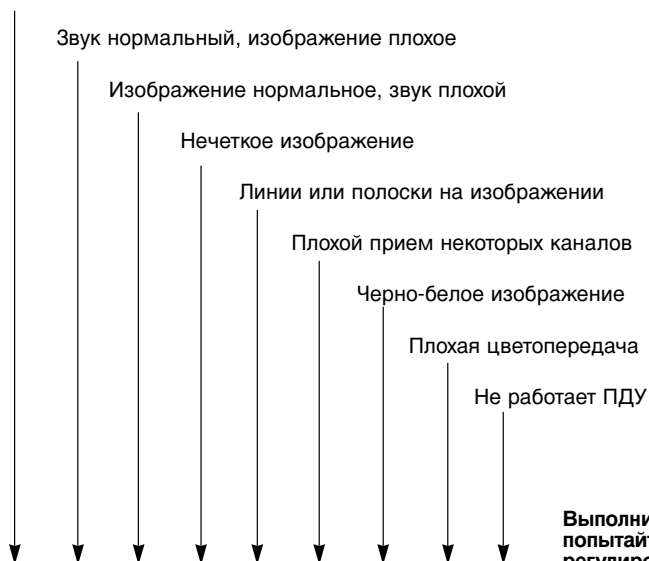 Звук нормальный, изображение плохое
Изображение нормальное, звук плохой
Нечеткое изображение
Линии или полоски на изображении
Плохой прием некоторых каналов
Черно-белое изображение
Плохая цветопередача
Не работает ПДУ